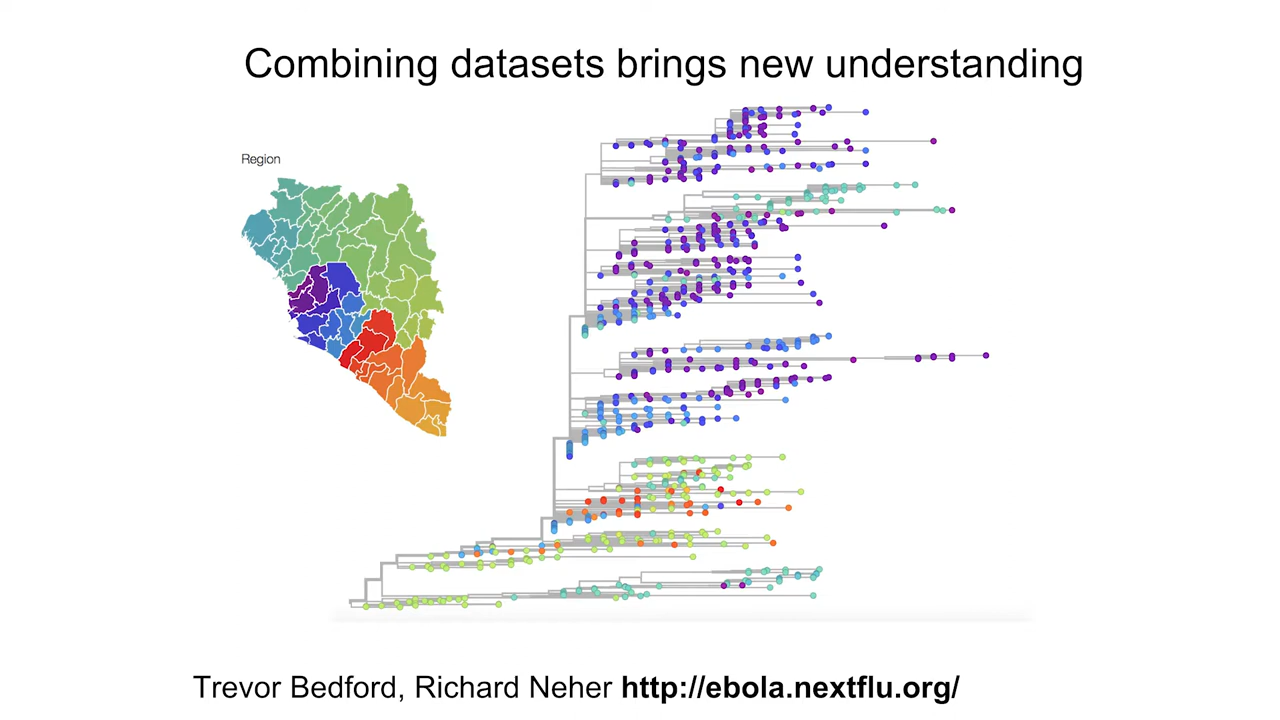 Combining datasets brings new understanding
Region
Trevor Bedford, Richard Neher http://ebola.nextflu.org/